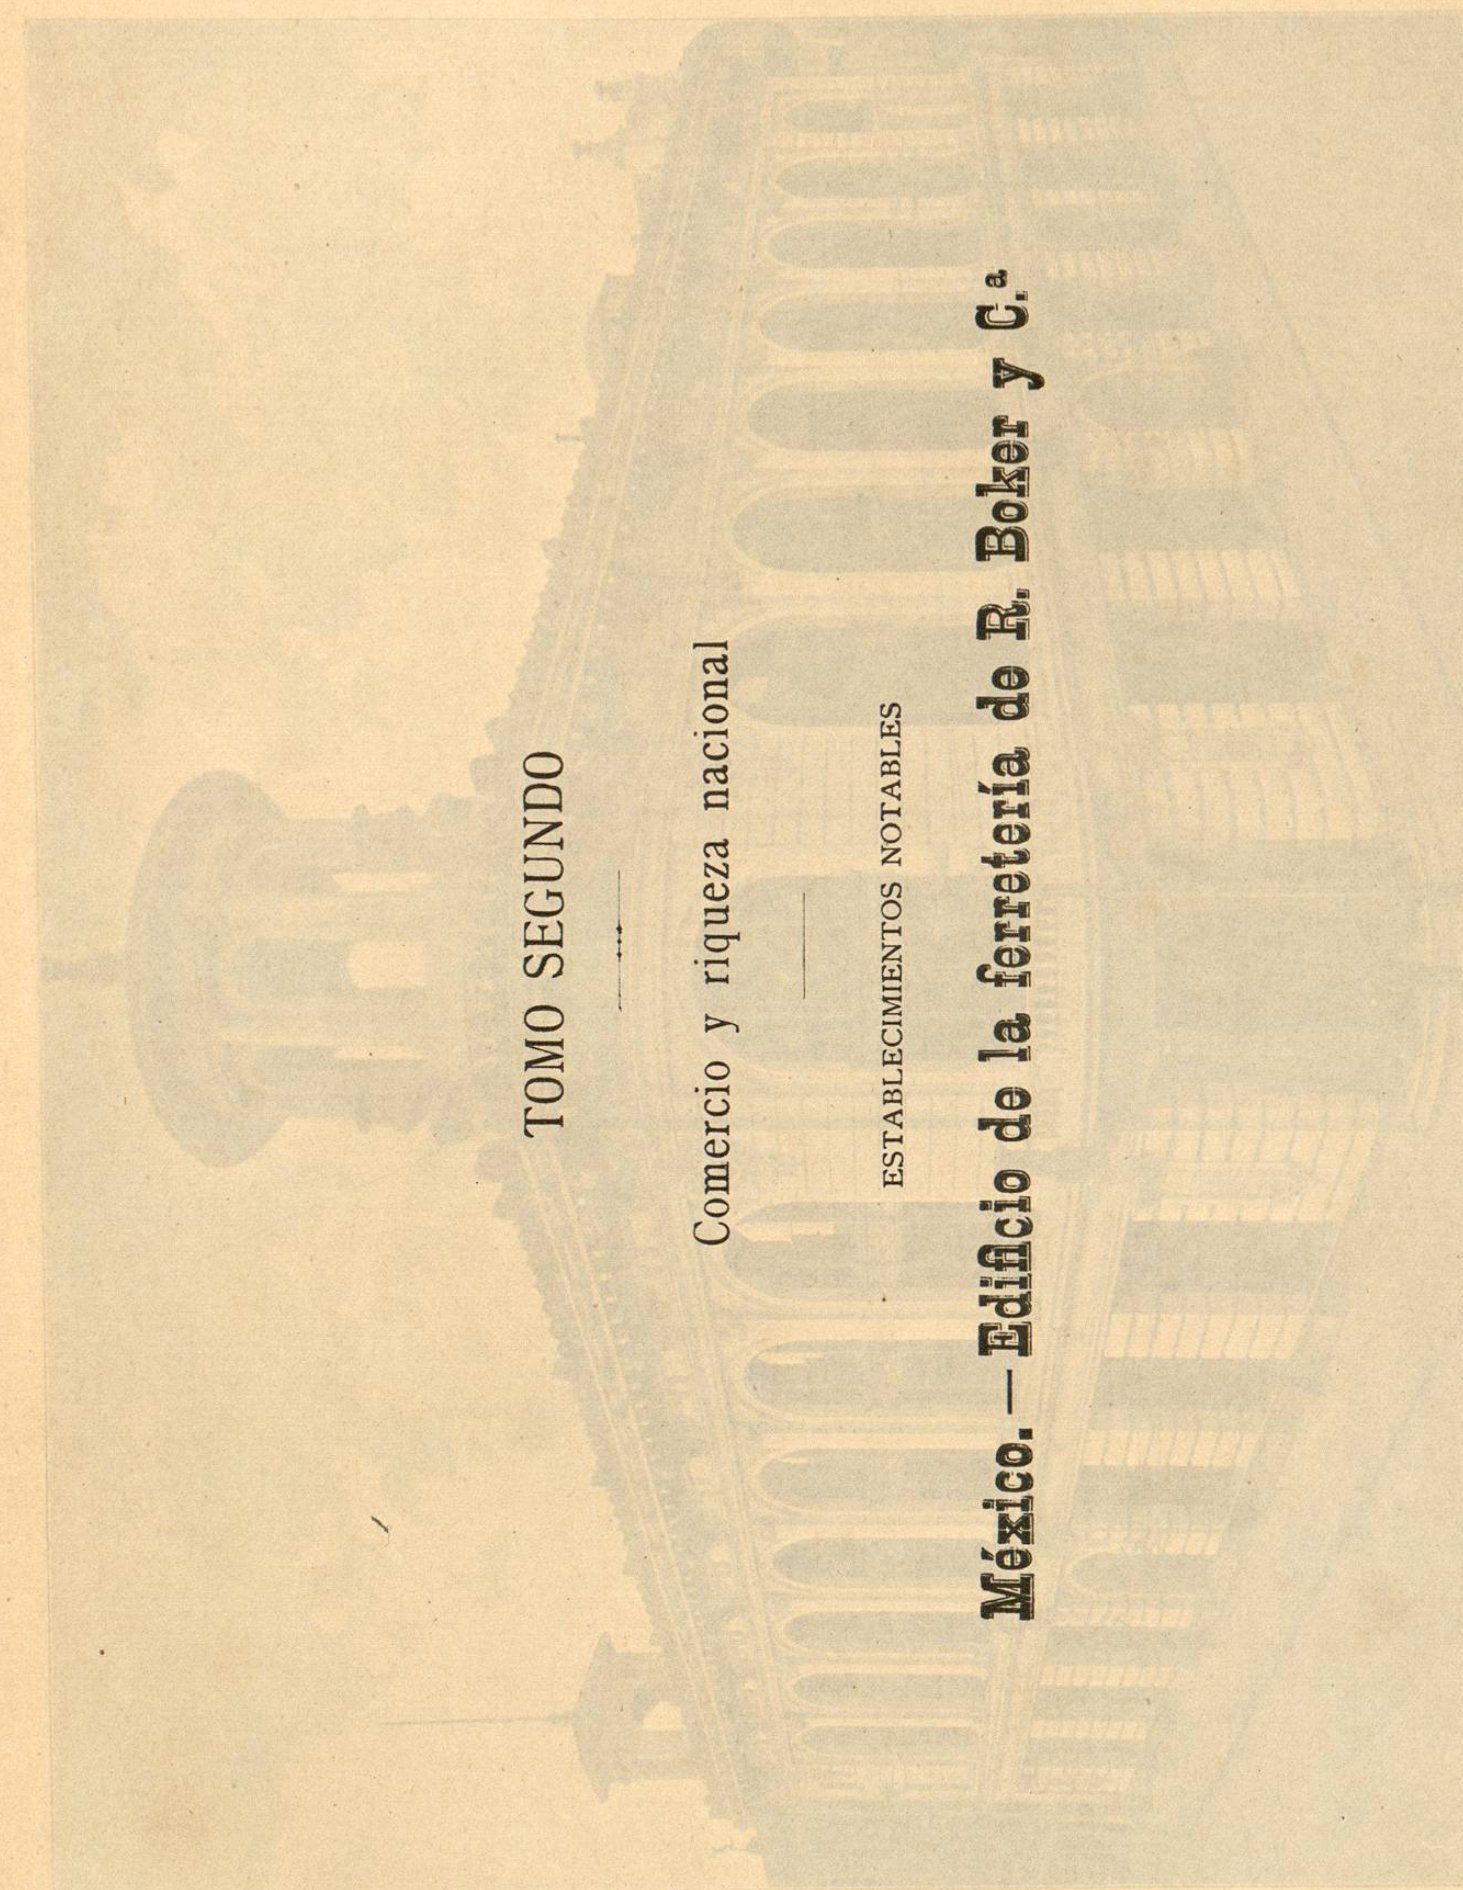 TOMO SEGUNDO
Comercio y riqueza nacional
ESTABLECIMIENTOS NOTABLES
México. — Edificio de la ferretería de R. Boker y C.ª